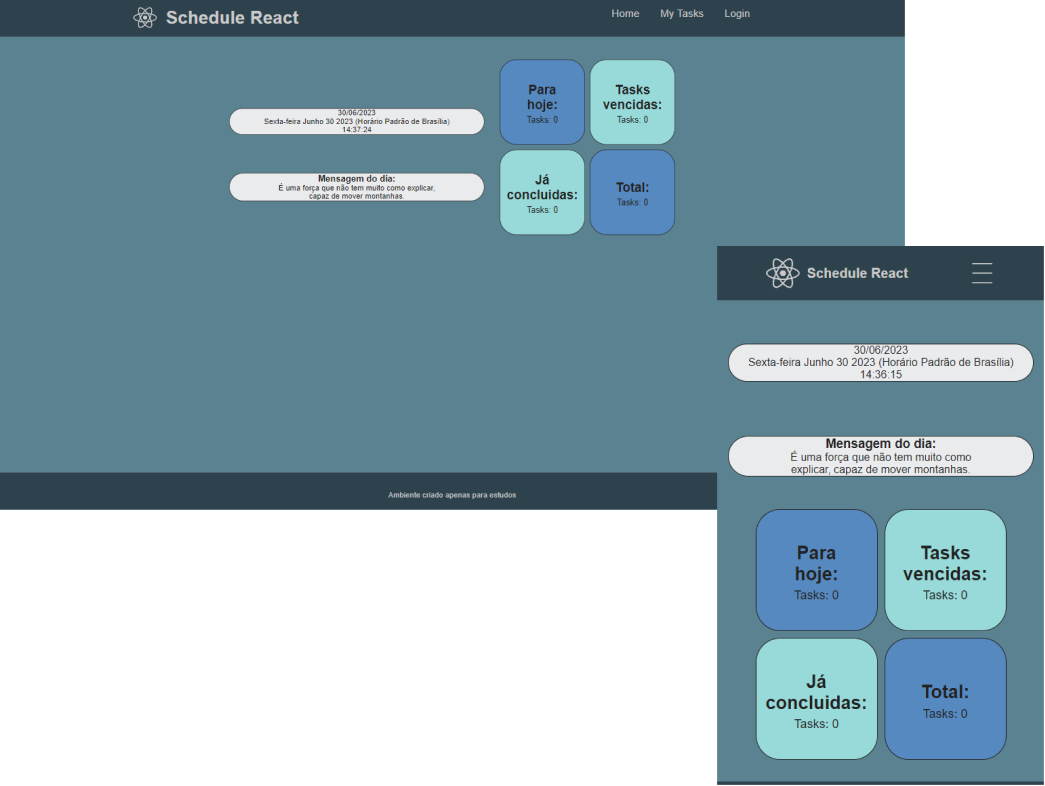 Schedule React
Home My Tasks Login
30/06/2023
Sexta-feira Junho 30 2023 (Horário Padrão de Brasília)
14:37:24
Mensagem do dia:
É uma força que não tem muito como explicar,
capaz de mover montanhas.
Para
hoje:
Tasks: 0
Tasks
vencidas:
Tasks: 0
Já
concluidas:
Tasks: 0
Total:
Tasks: 0
Ambiente criado apenas para estudos
Schedule React
30/06/2023
Sexta-feira Junho 30 2023 (Horário Padrão de Brasília)
14:36:15
Mensagem do dia:
É uma força que não tem muito como
explicar, capaz de mover montanhas.
Para
hoje:
Tasks: 0
Tasks
vencidas:
Tasks: 0
Já
concluidas:
Tasks: 0
Total:
Tasks: 0